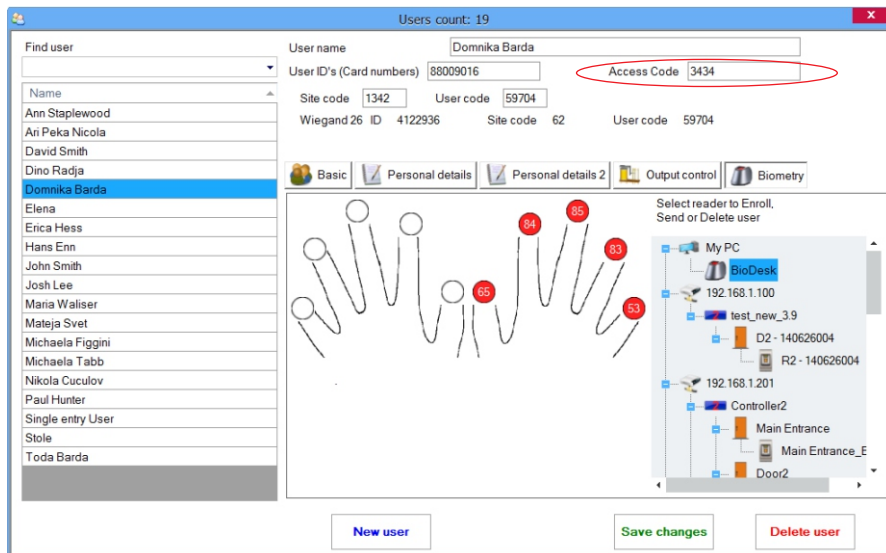 Users count: 19
x
Find user
Name
Ann Staplewood
Ari Peka Nicola
David Smith
Dino Radja
Domnika Barda
Elena
Erica Hess
Hans Enn
John Smith
Josh Lee
Maria Waliser
Mateja Svet
Michaela Figgini
Michaela Tabb
Nikola Cuculov
Paul Hunter
Single entry User
Stole
Toda Barda
User name Domnika Barda
User ID's (Card numbers) 88009016 Access Code 3434
Site code 1342 User code 59704
Wiegand 26 ID 4122936 Site code 62 User code 59704
Basic Personal details Personal details 2 Output control Biometry
84 85 83 65 53
Select reader to Enroll,
Send or Delete user
My PC
BioDesk
192.168.1.100
test_new_3.9
D2 - 140626004
R2 - 140626004
192.168.1.201
Controller2
Main Entrance
Main Entrance_E
Door2
New user Save changes Delete user